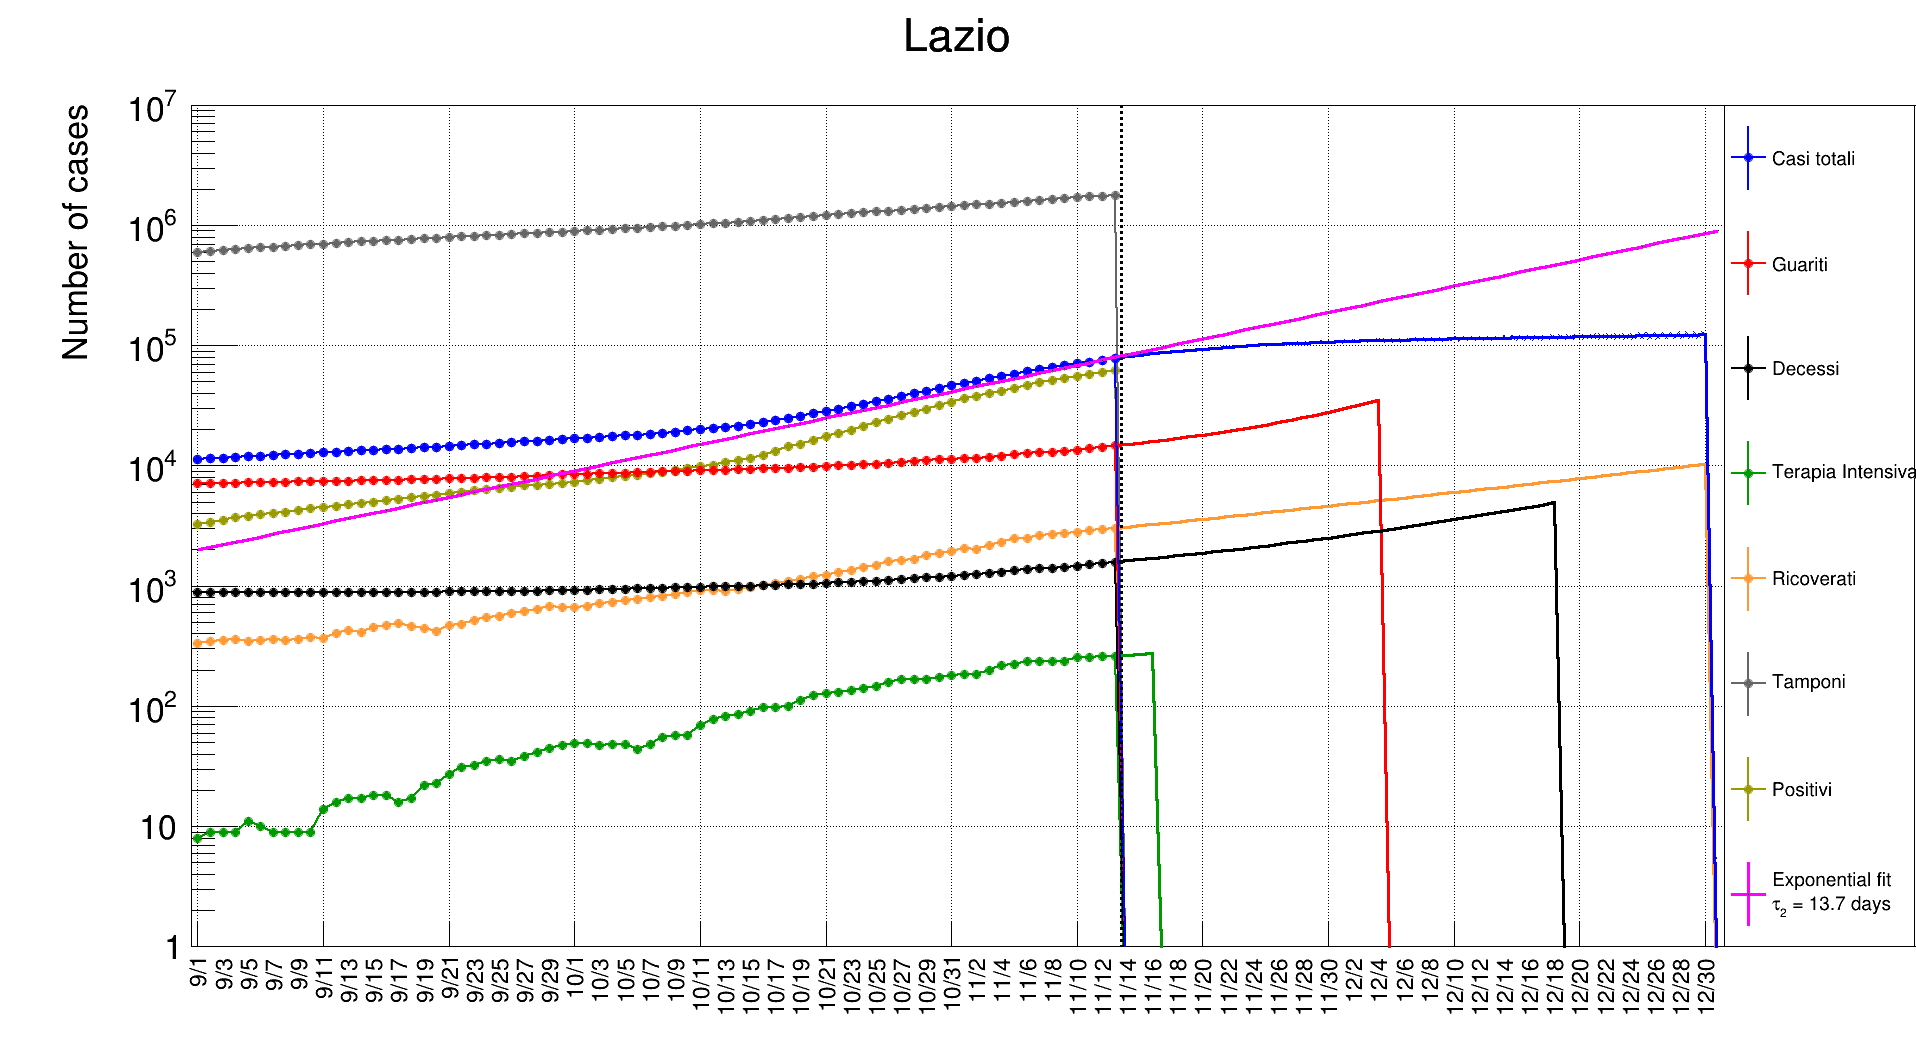 Lazio
Number of cases
10^7
10^6
10^5
10^4
10^3
10^2
10
1
9/1 9/3 9/5 9/7 9/9 9/11 9/13 9/15 9/17 9/19 9/21 9/23 9/25 9/27 9/29 10/1 10/3 10/5 10/7 10/9 10/11 10/13 10/15 10/17 10/19 10/21 10/23 10/25 10/27 10/29 10/31 11/2 11/4 11/6 11/8 11/10 11/12 11/14 11/16 11/18 11/20 11/22 11/24 11/26 11/28 11/30 12/2 12/4 12/6 12/8 12/10 12/12 12/14 12/16 12/18 12/20 12/22 12/24 12/26 12/28 12/30
Casi totali
Guariti
Decessi
Terapia Intensiva
Ricoverati
Tamponi
Positivi
Exponential fit
τ₂ = 13.7 days